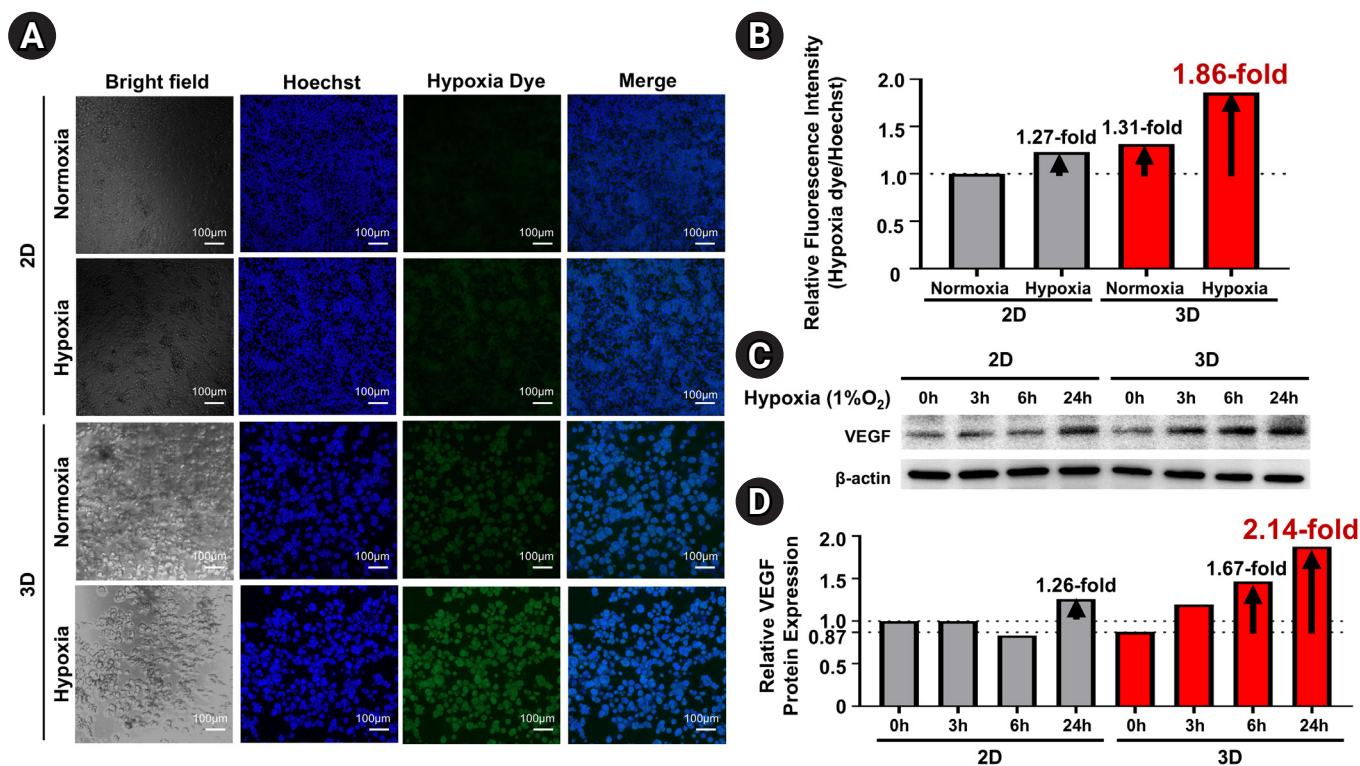 A
Bright field
Hoechst
Hypoxia Dye
Merge
2D
Normoxia
100µm
100µm
100µm
100µm
Hypoxia
100µm
100µm
100µm
100µm
3D
Normoxia
100µm
100µm
100µm
100µm
Hypoxia
100µm
100µm
100µm
100µm
B
Relative Fluorescence Intensity
(Hypoxia dye/Hoechst)
2.0
1.5
1.0
0.5
0
1.27-fold
1.31-fold
1.86-fold
Normoxia
Hypoxia
Normoxia
Hypoxia
2D
3D
C
2D
3D
Hypoxia (1%O₂)
0h
3h
6h
24h
0h
3h
6h
24h
VEGF
β-actin
D
Relative VEGF
Protein Expression
2.0
1.5
1.0
0.87
0.5
0
1.26-fold
1.67-fold
2.14-fold
0h
3h
6h
24h
0h
3h
6h
24h
2D
3D